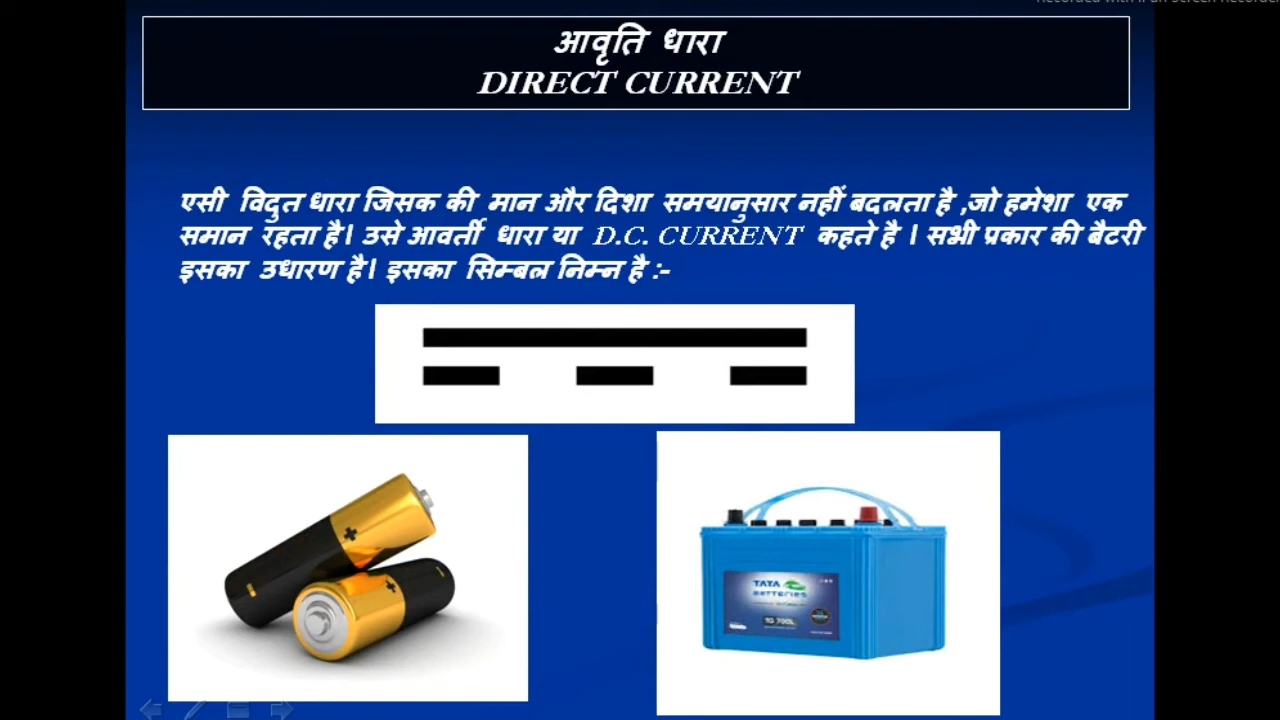 आवृति धारा
DIRECT CURRENT
एसी विदुत धारा जिसक की मान और दिशा समयानुसार नहीं बदलता है ,जो हमेशा एक
समान रहता है। उसे आवर्ती धारा या D.C. CURRENT कहते है । सभी प्रकार की बैटरी
इसका उधारण है। इसका सिम्बल निम्न है :-
TATA
BATTERIES